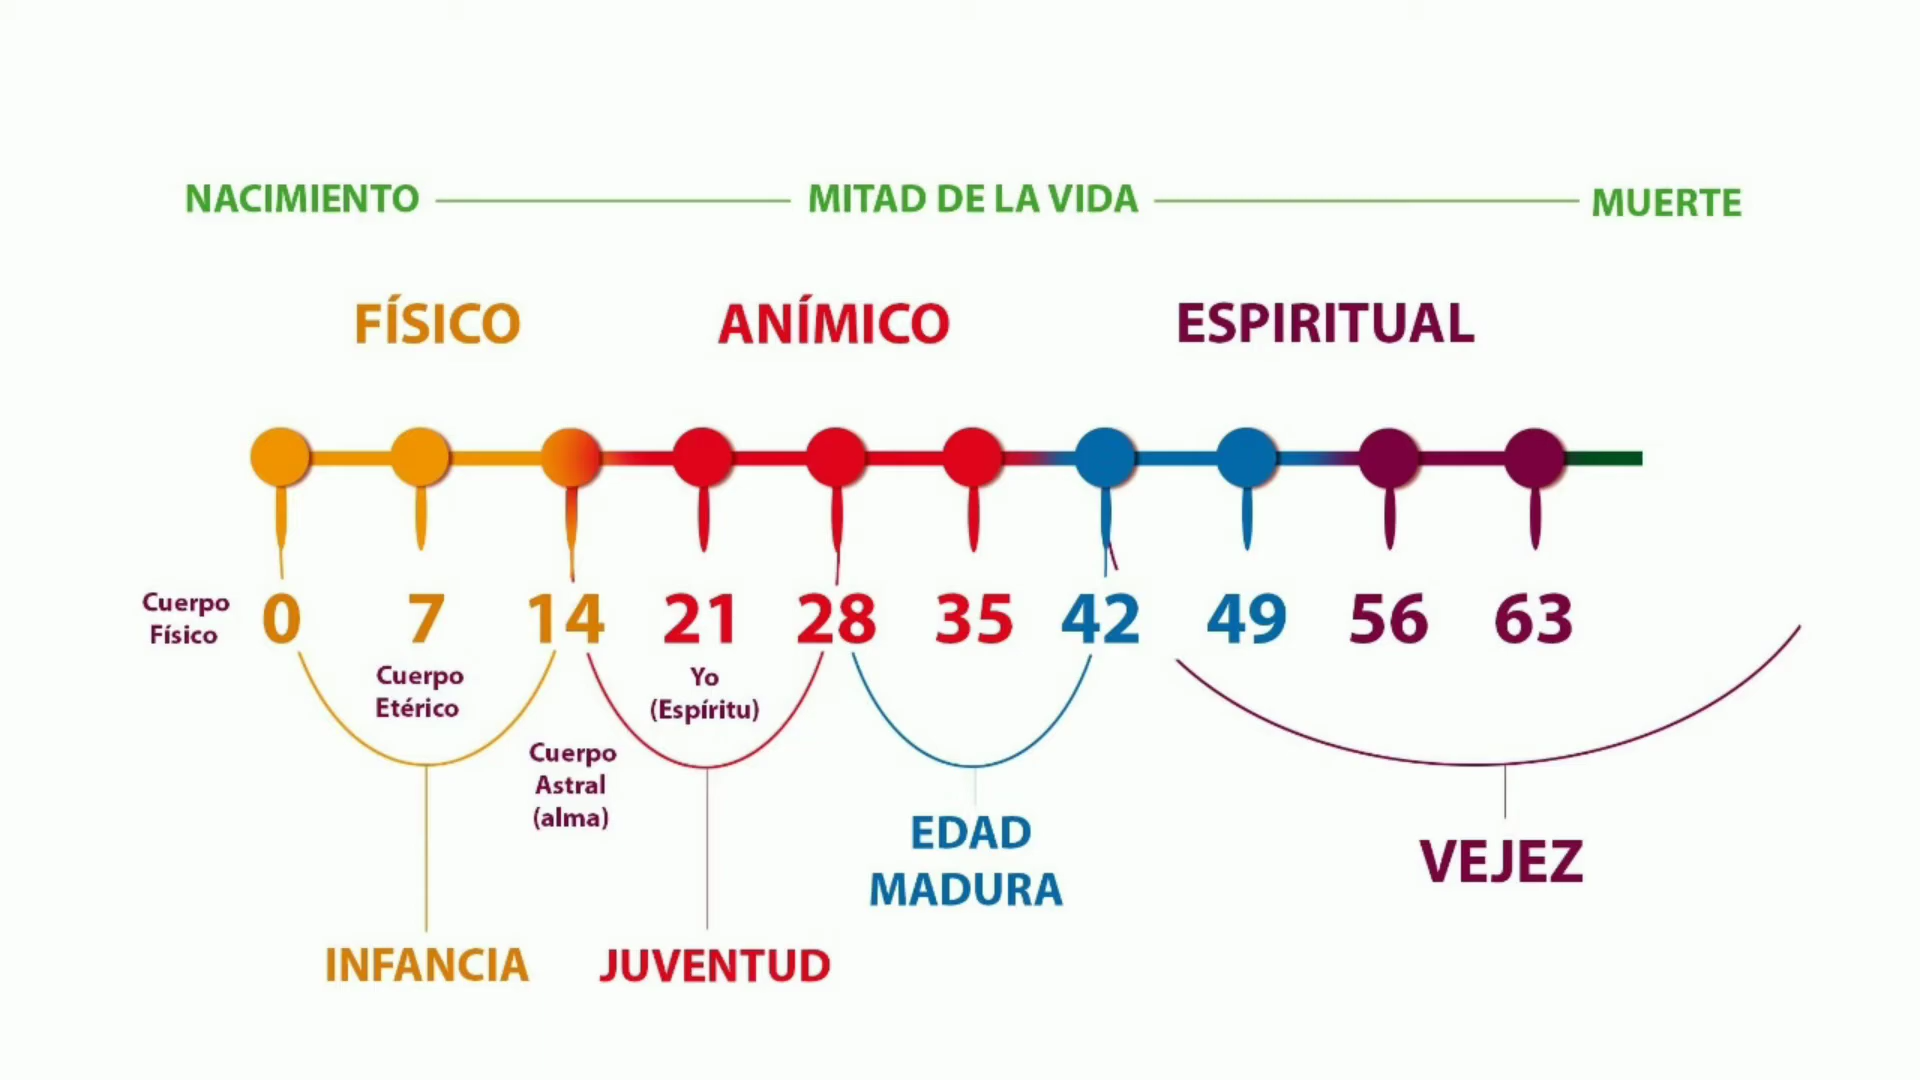 NACIMIENTO MITAD DE LA VIDA MUERTE
FÍSICO ANÍMICO ESPIRITUAL
Cuerpo
Físico
0 7 14 21 28 35 42 49 56 63
Cuerpo
Etérico
Yo
(Espíritu)
Cuerpo
Astral
(alma)
EDAD
MADURA
VEJEZ
INFANCIA JUVENTUD